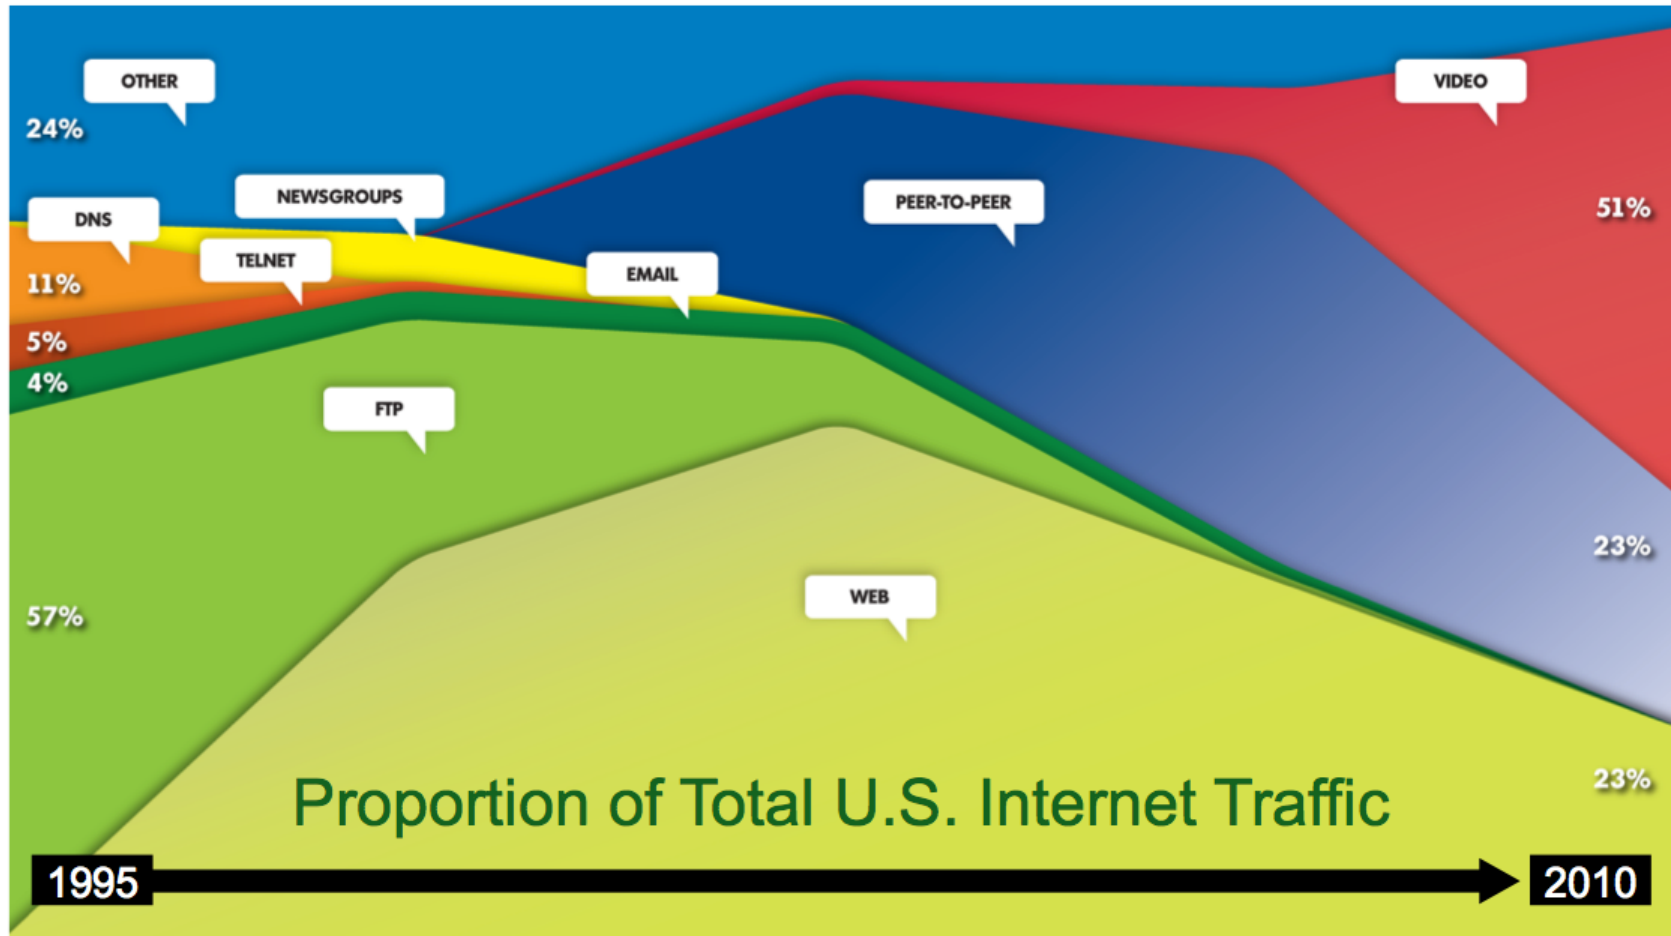 OTHER
24%
NEWSGROUPS
DNS
TELNET
11%
5%
4%
EMAIL
FTP
57%
PEER-TO-PEER
VIDEO
51%
23%
WEB
23%
Proportion of Total U.S. Internet Traffic
1995
2010